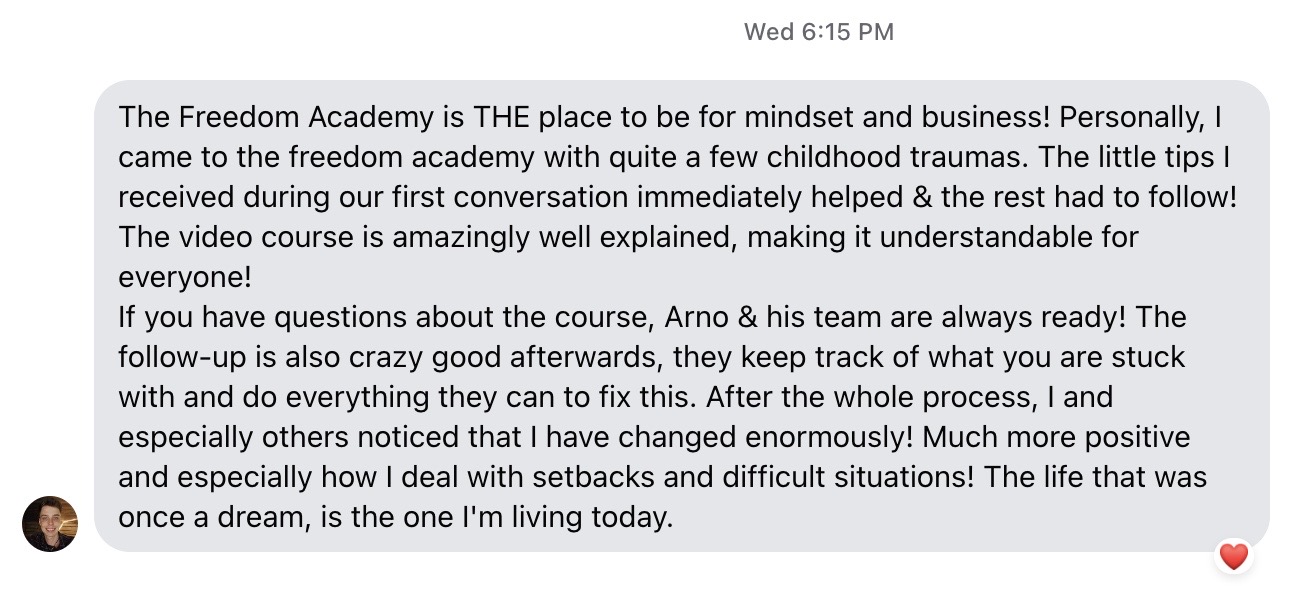 Wed 6:15 PM
The Freedom Academy is THE place to be for mindset and business! Personally, I
came to the freedom academy with quite a few childhood traumas. The little tips I
received during our first conversation immediately helped & the rest had to follow!
The video course is amazingly well explained, making it understandable for
everyone!
If you have questions about the course, Arno & his team are always ready! The
follow-up is also crazy good afterwards, they keep track of what you are stuck
with and do everything they can to fix this. After the whole process, I and
especially others noticed that I have changed enormously! Much more positive
and especially how I deal with setbacks and difficult situations! The life that was
once a dream, is the one I'm living today.